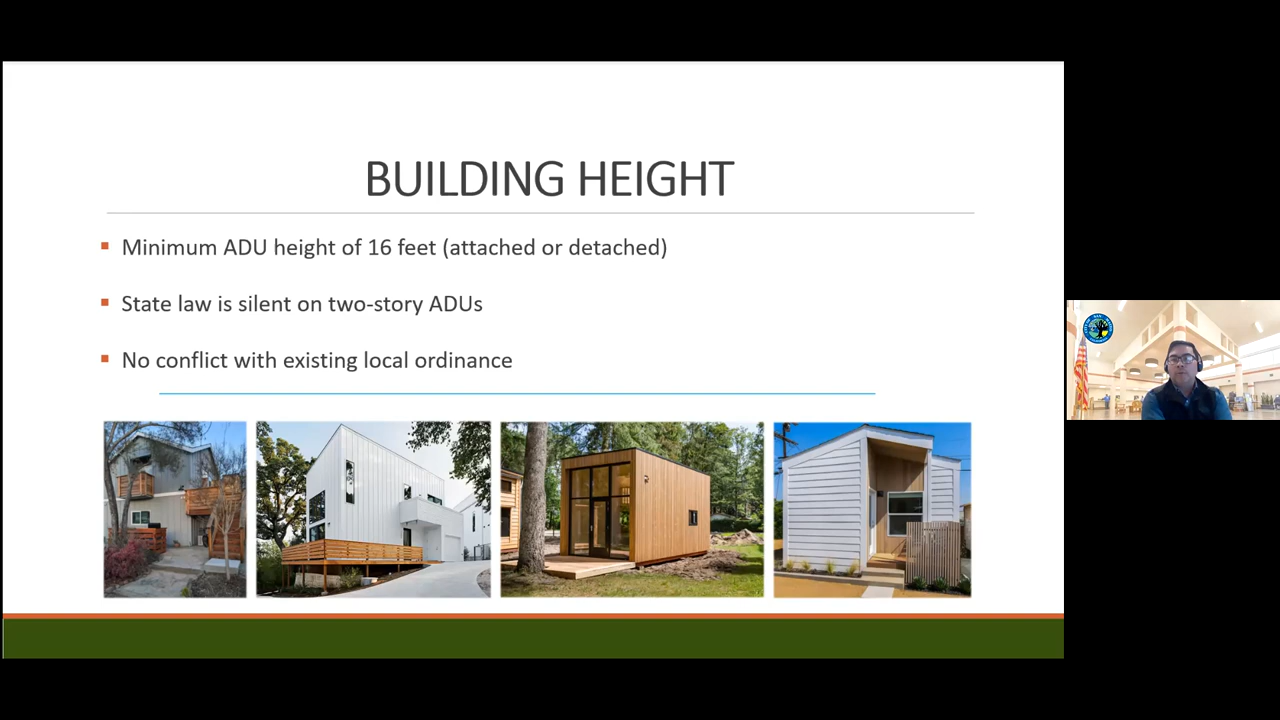 BUILDING HEIGHT
Minimum ADU height of 16 feet (attached or detached)
State law is silent on two-story ADUs
No conflict with existing local ordinance